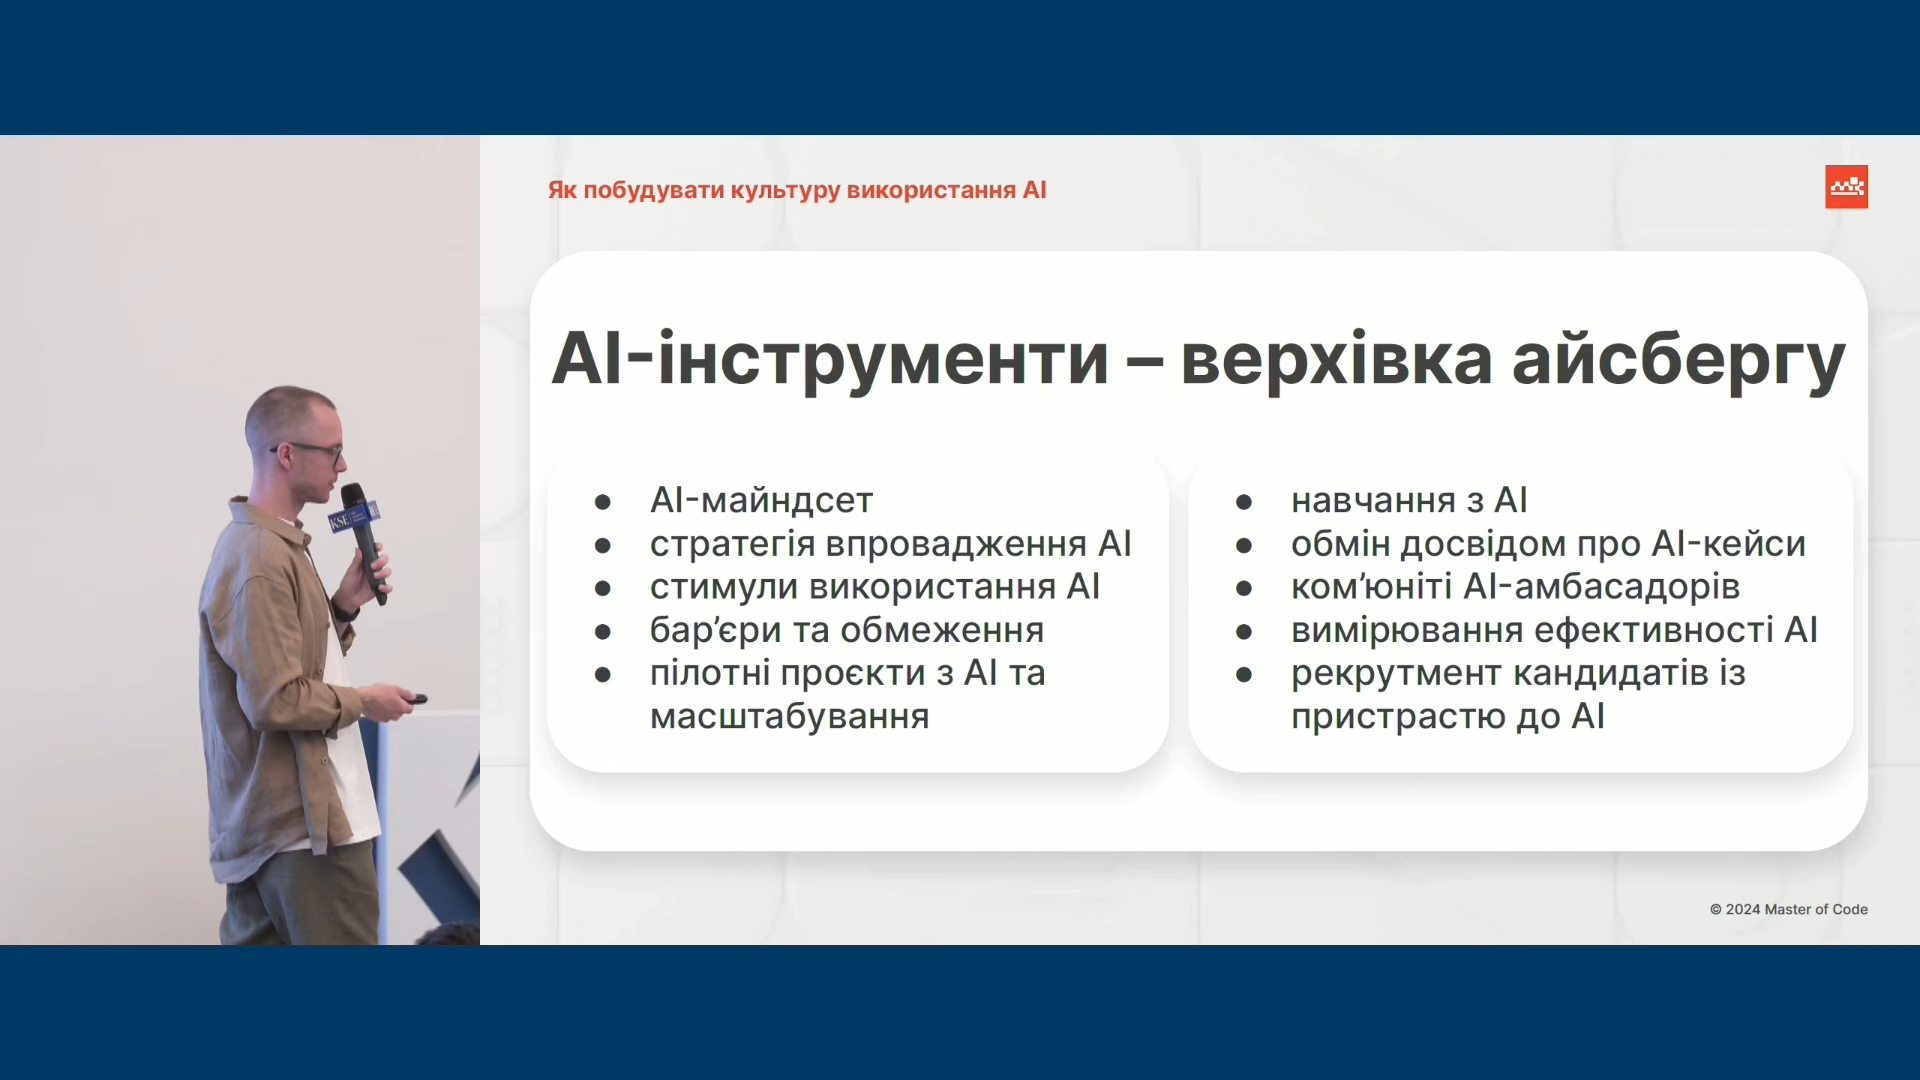 Як побудувати культуру використання AI
AI-інструменти – верхівка айсбергу
● AI-майндсет
● стратегія впровадження AI
● стимули використання AI
● бар’єри та обмеження
● пілотні проєкти з AI та
масштабування
● навчання з AI
● обмін досвідом про AI-кейси
● ком’юніті AI-амбасадорів
● вимірювання ефективності AI
● рекрутмент кандидатів із
пристрастю до AI
KSE
© 2024 Master of Code